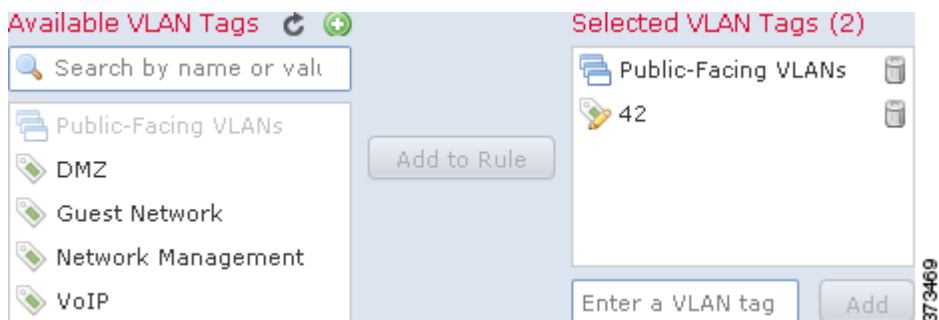 Available VLAN Tags
Search by name or valu
Public-Facing VLANs
DMZ
Guest Network
Network Management
VoIP
Add to Rule
Selected VLAN Tags (2)
Public-Facing VLANs
42
Enter a VLAN tag
Add
373469